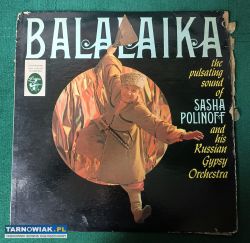 BALALAIKA
the
pulsating
sound
of
SASHA
POLINOFF
and
his
Russian
Gypsy
Orchestra
TARNOWIAK.PL